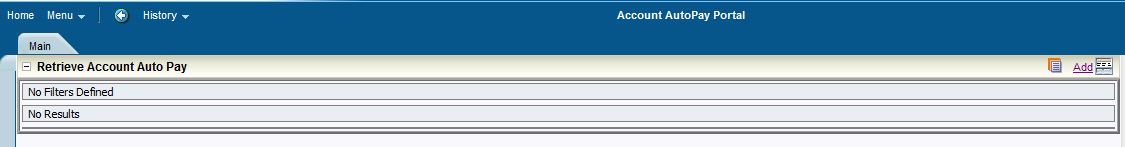 Home Menu History Account AutoPay Portal
Main
Retrieve Account Auto Pay Add
No Filters Defined
No Results